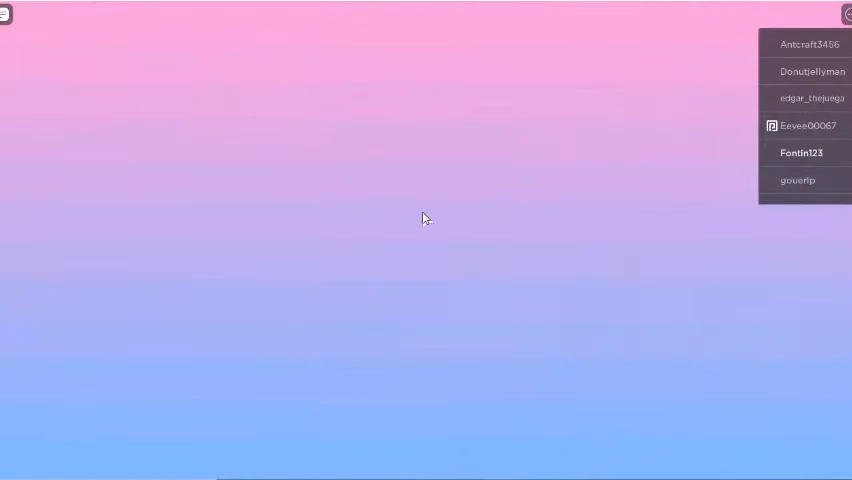 Antcraft3456
Donutjellyman
edgar_thejuega
Eevee00067
Fontin123
gouerlp